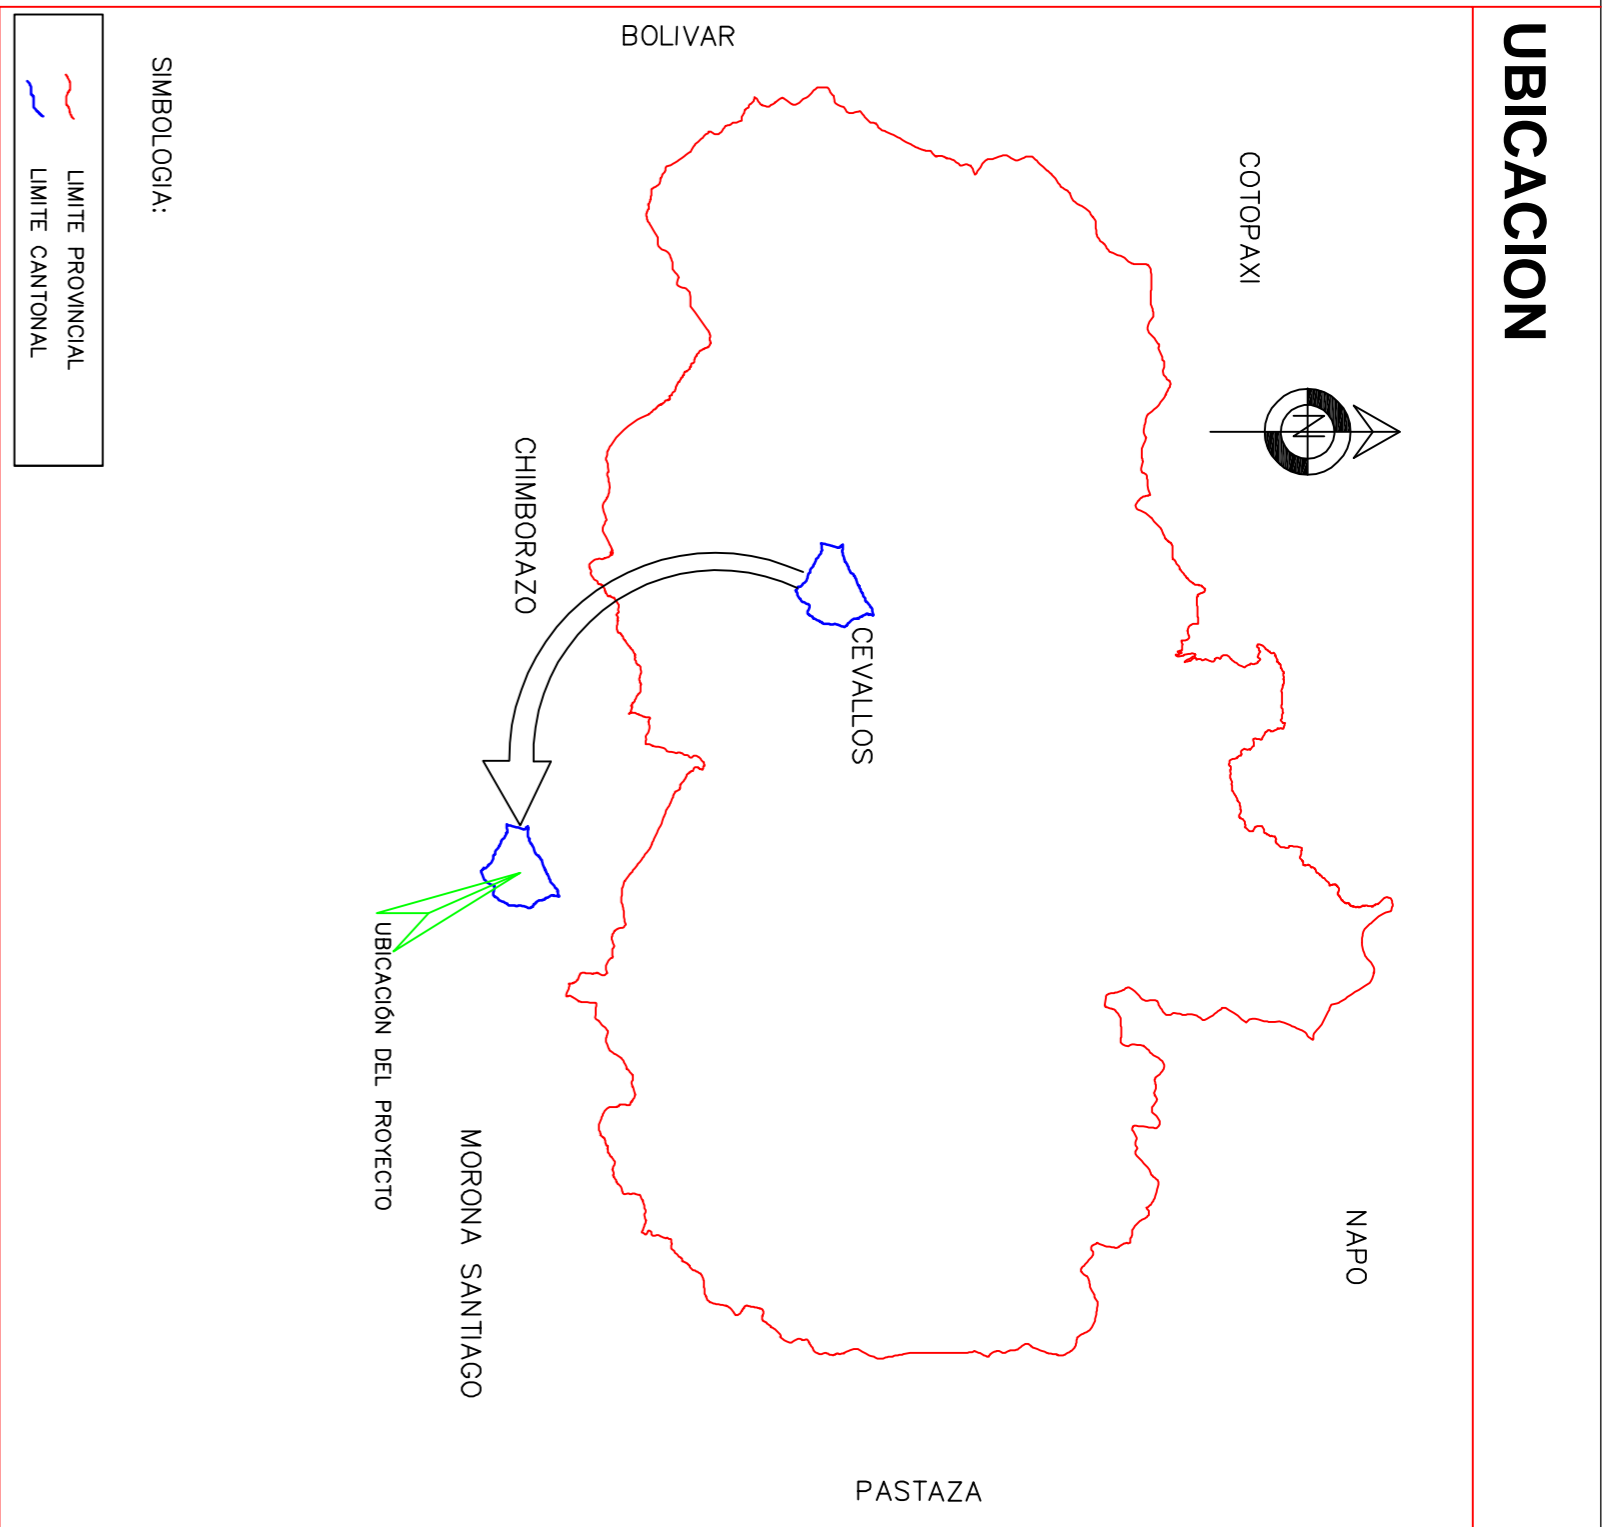 UBICACION
COTOPAXI
N
NAPO
BOLIVAR
CEVALLOS
PASTAZA
CHIMBORAZO
MORONA SANTIAGO
UBICACIÓN DEL PROYECTO
SIMBOLOGIA:
LIMITE PROVINCIAL
LIMITE CANTONAL